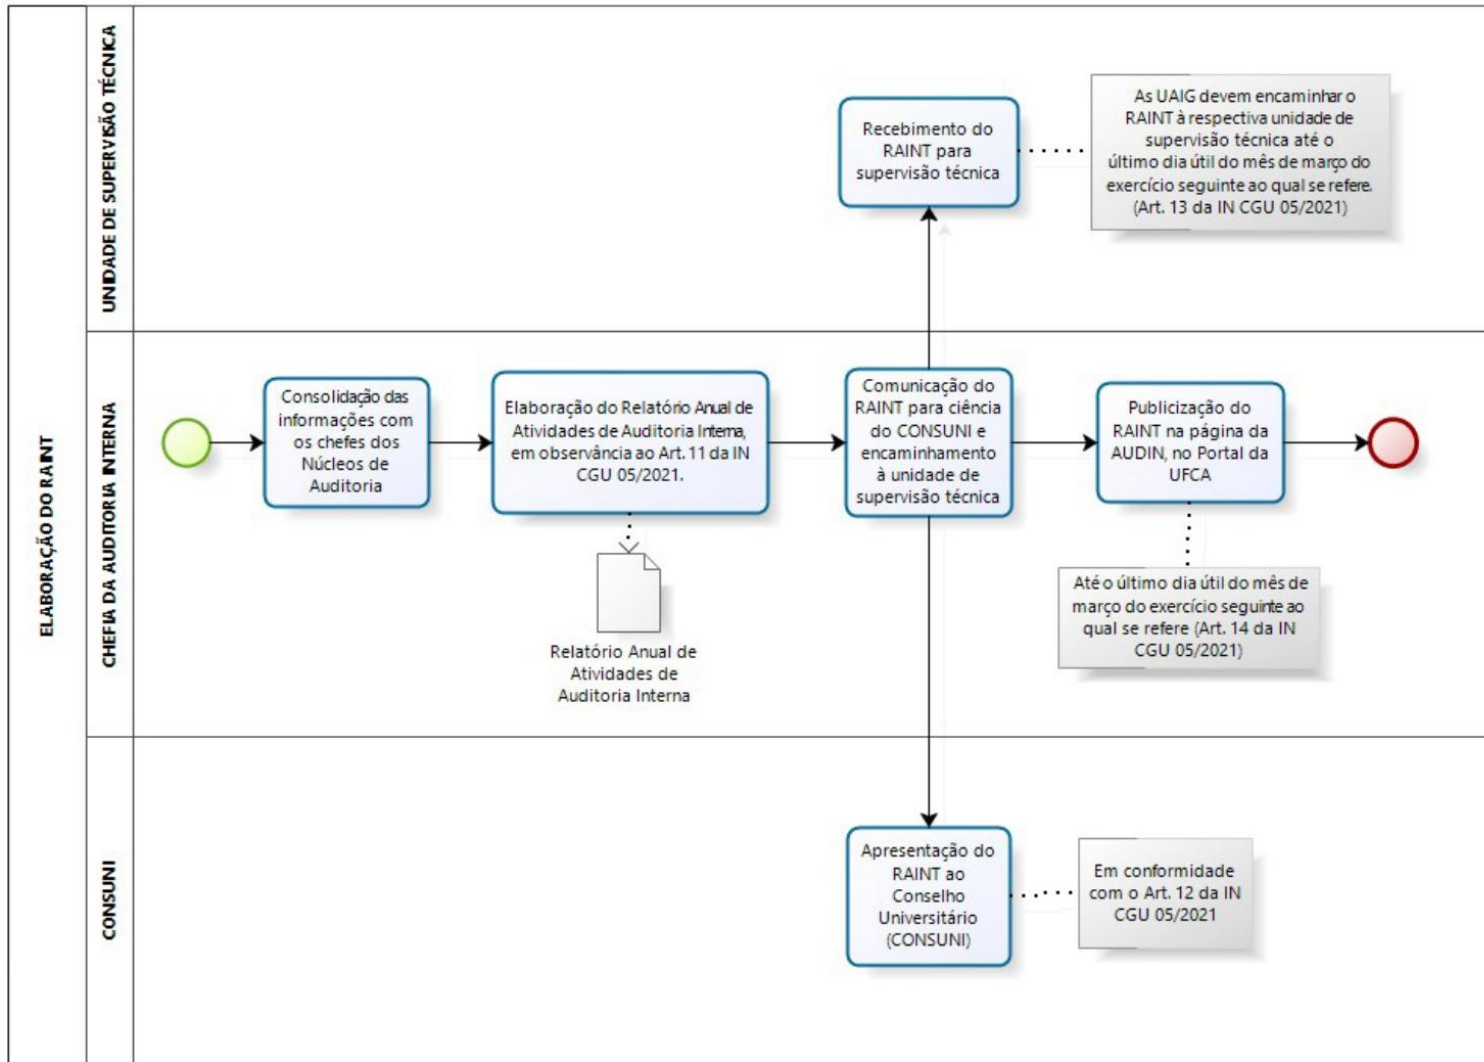 ELABORAÇÃO DO RAINT
UNIDADE DE SUPERVISÃO TÉCNICA
Recebimento do
RAINT para
supervisão técnica
As UAIG devem encaminhar o
RAINT à respectiva unidade de
supervisão técnica até o
último dia útil do mês de março do
exercício seguinte ao qual se refere.
(Art. 13 da IN CGU 05/2021)
CHEFIA DA AUDITORIA INTERNA
Consolidação das
informações com
os chefes dos
Núcleos de
Auditoria
Elaboração do Relatório Anual de
Atividades de Auditoria Interna,
em observância ao Art. 11 da IN
CGU 05/2021.
Relatório Anual de
Atividades de
Auditoria Interna
Comunicação do
RAINT para ciência
do CONSUNI e
encaminhamento
à unidade de
supervisão técnica
Publicização do
RAINT na página da
AUDIN, no Portal da
UFCA
Até o último dia útil do mês de
março do exercício seguinte ao
qual se refere (Art. 14 da IN
CGU 05/2021)
CONSUNI
Apresentação do
RAINT ao
Conselho
Universitário
(CONSUNI)
Em conformidade
com o Art. 12 da IN
CGU 05/2021